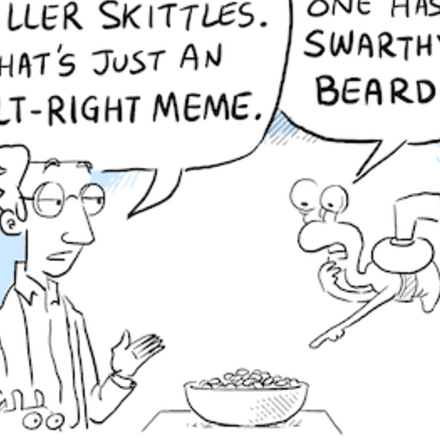 LLER SKITTLES.
HAT'S JUST AN
LT-RIGHT MEME.
ONE HAS
SWARTHY
BEARD